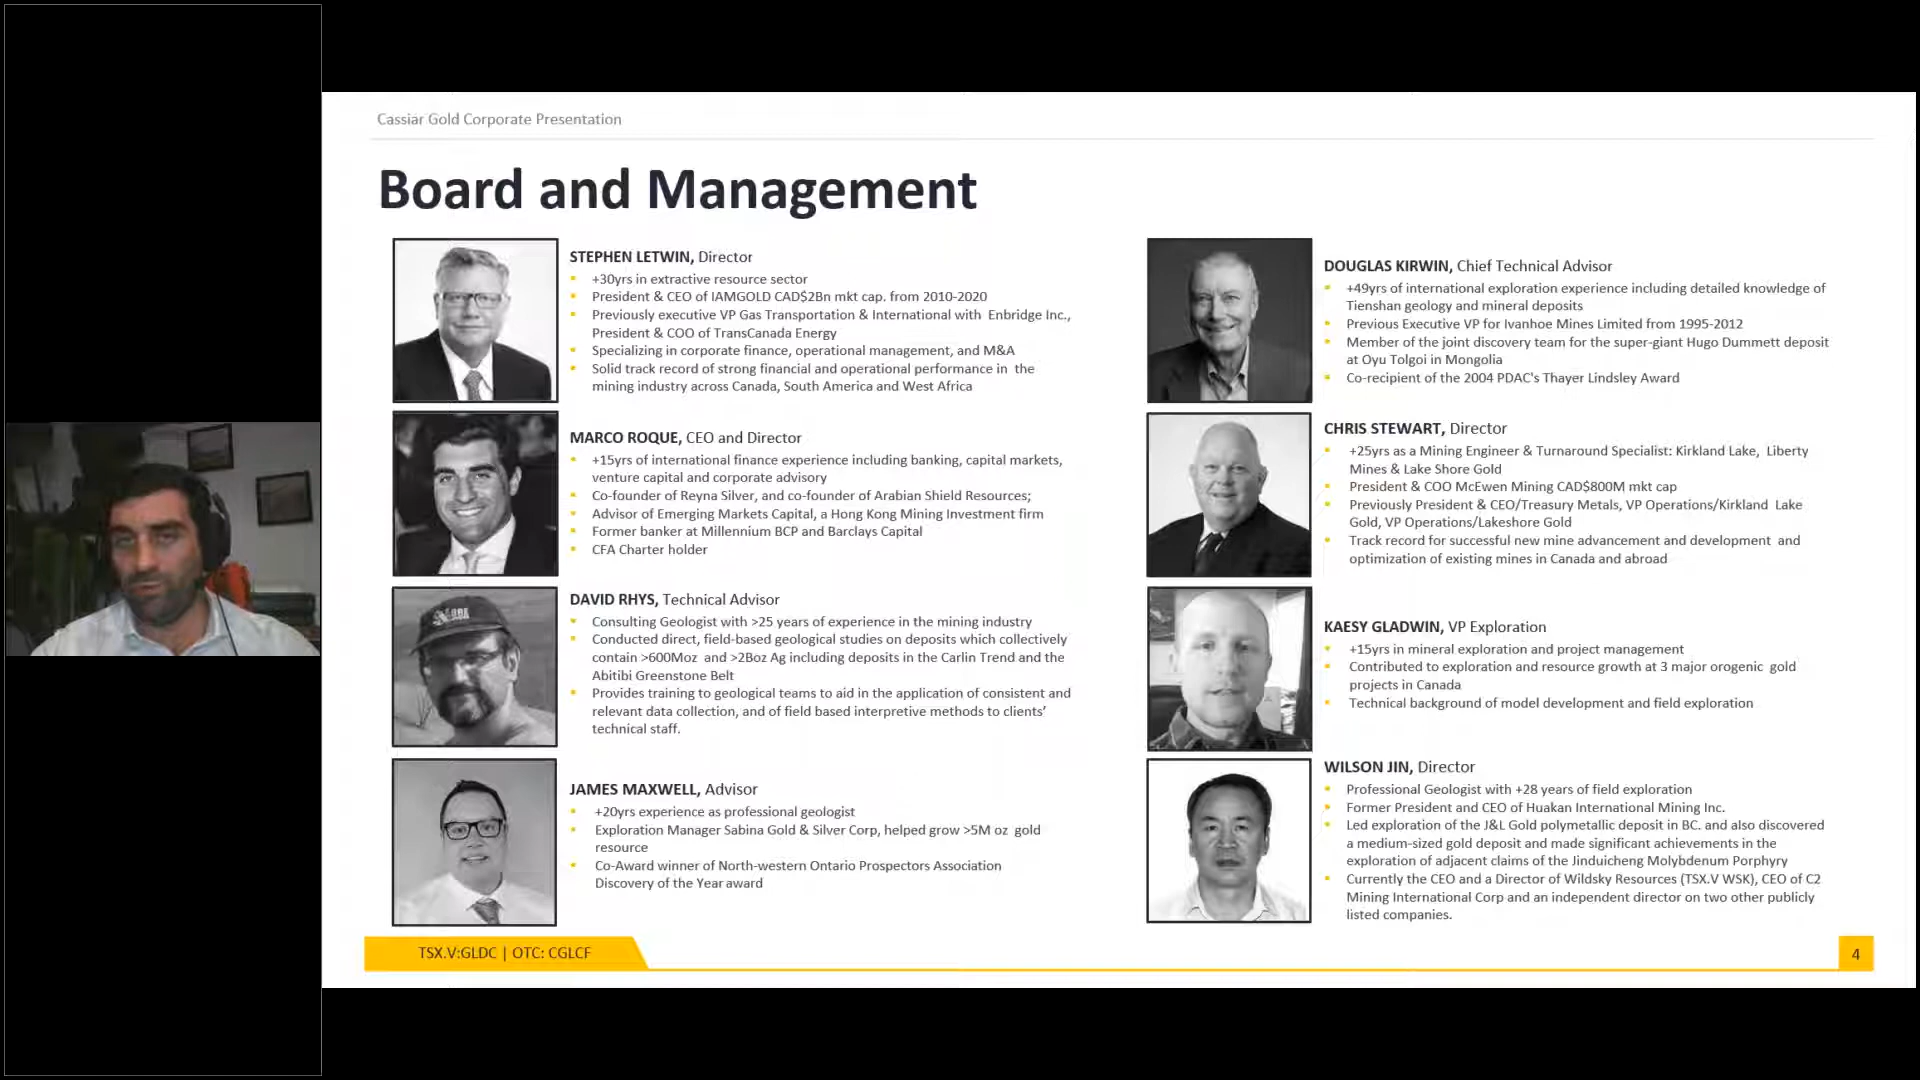 Cassiar Gold Corporate Presentation
Board and Management
STEPHEN LETWIN, Director
+30yrs in extractive resource sector
President & CEO of IAMGOLD CAD$2Bn mkt cap. from 2010-2020
Previously executive VP Gas Transportation & International with Enbridge Inc.,
President & COO of TransCanada Energy
Specializing in corporate finance, operational management, and M&A
Solid track record of strong financial and operational performance in the
mining industry across Canada, South America and West Africa
MARCO ROQUE, CEO and Director
+15yrs of international finance experience including banking, capital markets,
venture capital and corporate advisory
Co-founder of Reyna Silver, and co-founder of Arabian Shield Resources;
Advisor of Emerging Markets Capital, a Hong Kong Mining Investment firm
Former banker at Millennium BCP and Barclays Capital
CFA Charter holder
DAVID RHYS, Technical Advisor
Consulting Geologist with >25 years of experience in the mining industry
Conducted direct, field-based geological studies on deposits which collectively
contain >600Moz and >2Boz Ag including deposits in the Carlin Trend and the
Abitibi Greenstone Belt
Provides training to geological teams to aid in the application of consistent and
relevant data collection, and of field based interpretive methods to clients'
technical staff.
JAMES MAXWELL, Advisor
+20yrs experience as professional geologist
Exploration Manager Sabina Gold & Silver Corp, helped grow >5M oz gold
resource
Co-Award winner of North-western Ontario Prospectors Association
Discovery of the Year award
DOUGLAS KIRWIN, Chief Technical Advisor
+49yrs of international exploration experience including detailed knowledge of
Tienshan geology and mineral deposits
Previous Executive VP for Ivanhoe Mines Limited from 1995-2012
Member of the joint discovery team for the super-giant Hugo Dummett deposit
at Oyu Tolgoi in Mongolia
Co-recipient of the 2004 PDAC's Thayer Lindsley Award
CHRIS STEWART, Director
+25yrs as a Mining Engineer & Turnaround Specialist: Kirkland Lake, Liberty
Mines & Lake Shore Gold
President & COO McEwen Mining CAD$800M mkt cap
Previously President & CEO/Treasury Metals, VP Operations/Kirkland Lake
Gold, VP Operations/Lakeshore Gold
Track record for successful new mine advancement and development and
optimization of existing mines in Canada and abroad
KAESY GLADWIN, VP Exploration
+15yrs in mineral exploration and project management
Contributed to exploration and resource growth at 3 major orogenic gold
projects in Canada
Technical background of model development and field exploration
WILSON JIN, Director
Professional Geologist with +28 years of field exploration
Former President and CEO of Huakan International Mining Inc.
Led exploration of the J&L Gold polymetallic deposit in BC. and also discovered
a medium-sized gold deposit and made significant achievements in the
exploration of adjacent claims of the Jinduicheng Molybdenum Porphyry
Currently the CEO and a Director of Wildsky Resources (TSX.V WSK), CEO of C2
Mining International Corp and an independent director on two other publicly
listed companies.
TSX.V:GLDC | OTC: CGLCF
4